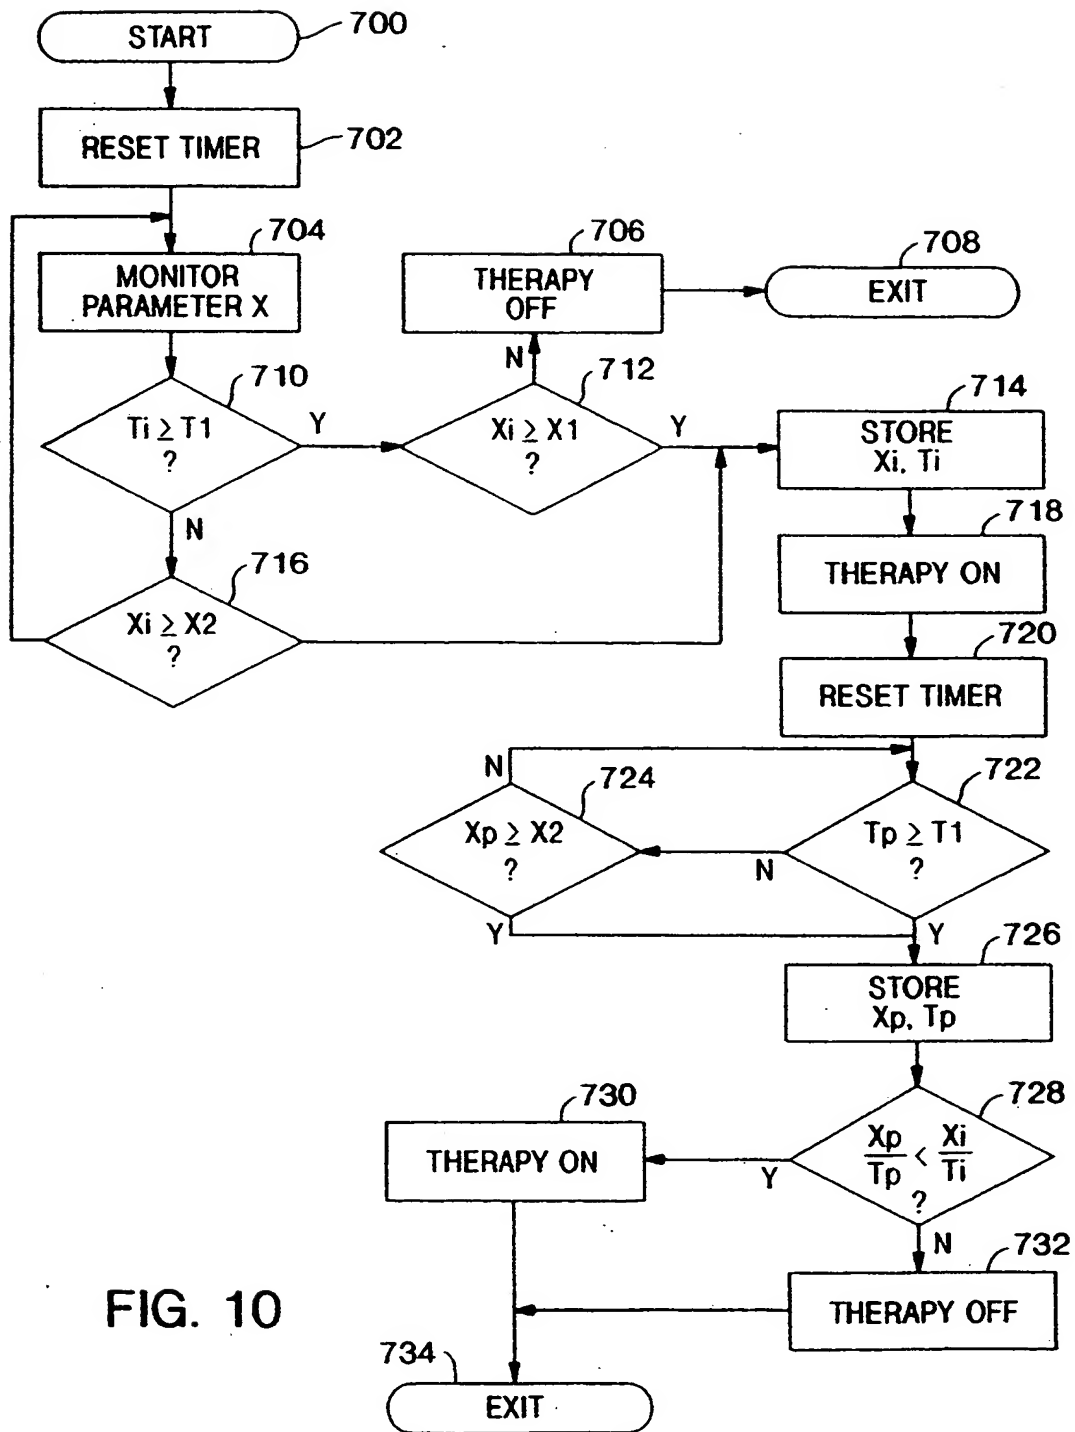 START
700
RESET TIMER
702
704
MONITOR
PARAMETER X
706
THERAPY
OFF
708
EXIT
710
Ti ≥ T1
?
Y
N
712
Xi ≥ X1
?
N
Y
714
STORE
Xi, Ti
716
Xi ≥ X2
?
718
THERAPY ON
720
RESET TIMER
722
Tp ≥ T1
?
N
Y
724
Xp ≥ X2
?
N
Y
726
STORE
Xp, Tp
728
Xp/Tp < Xi/Ti
?
Y
N
730
THERAPY ON
732
THERAPY OFF
734
EXIT
FIG. 10